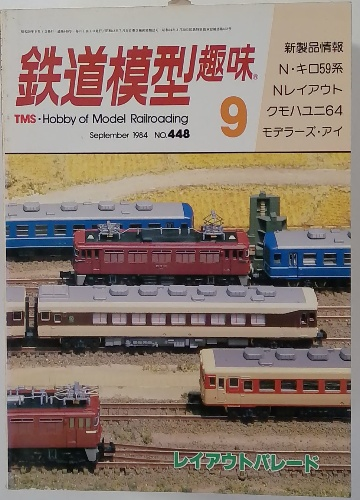 鉄道模型趣味®
TMS・Hobby of Model Railroading
September 1984 NO.448
9
新製品情報
N・キロ59系
Nレイアウト
クモハユニ64
モデラーズ・アイ
レイアウトパレード